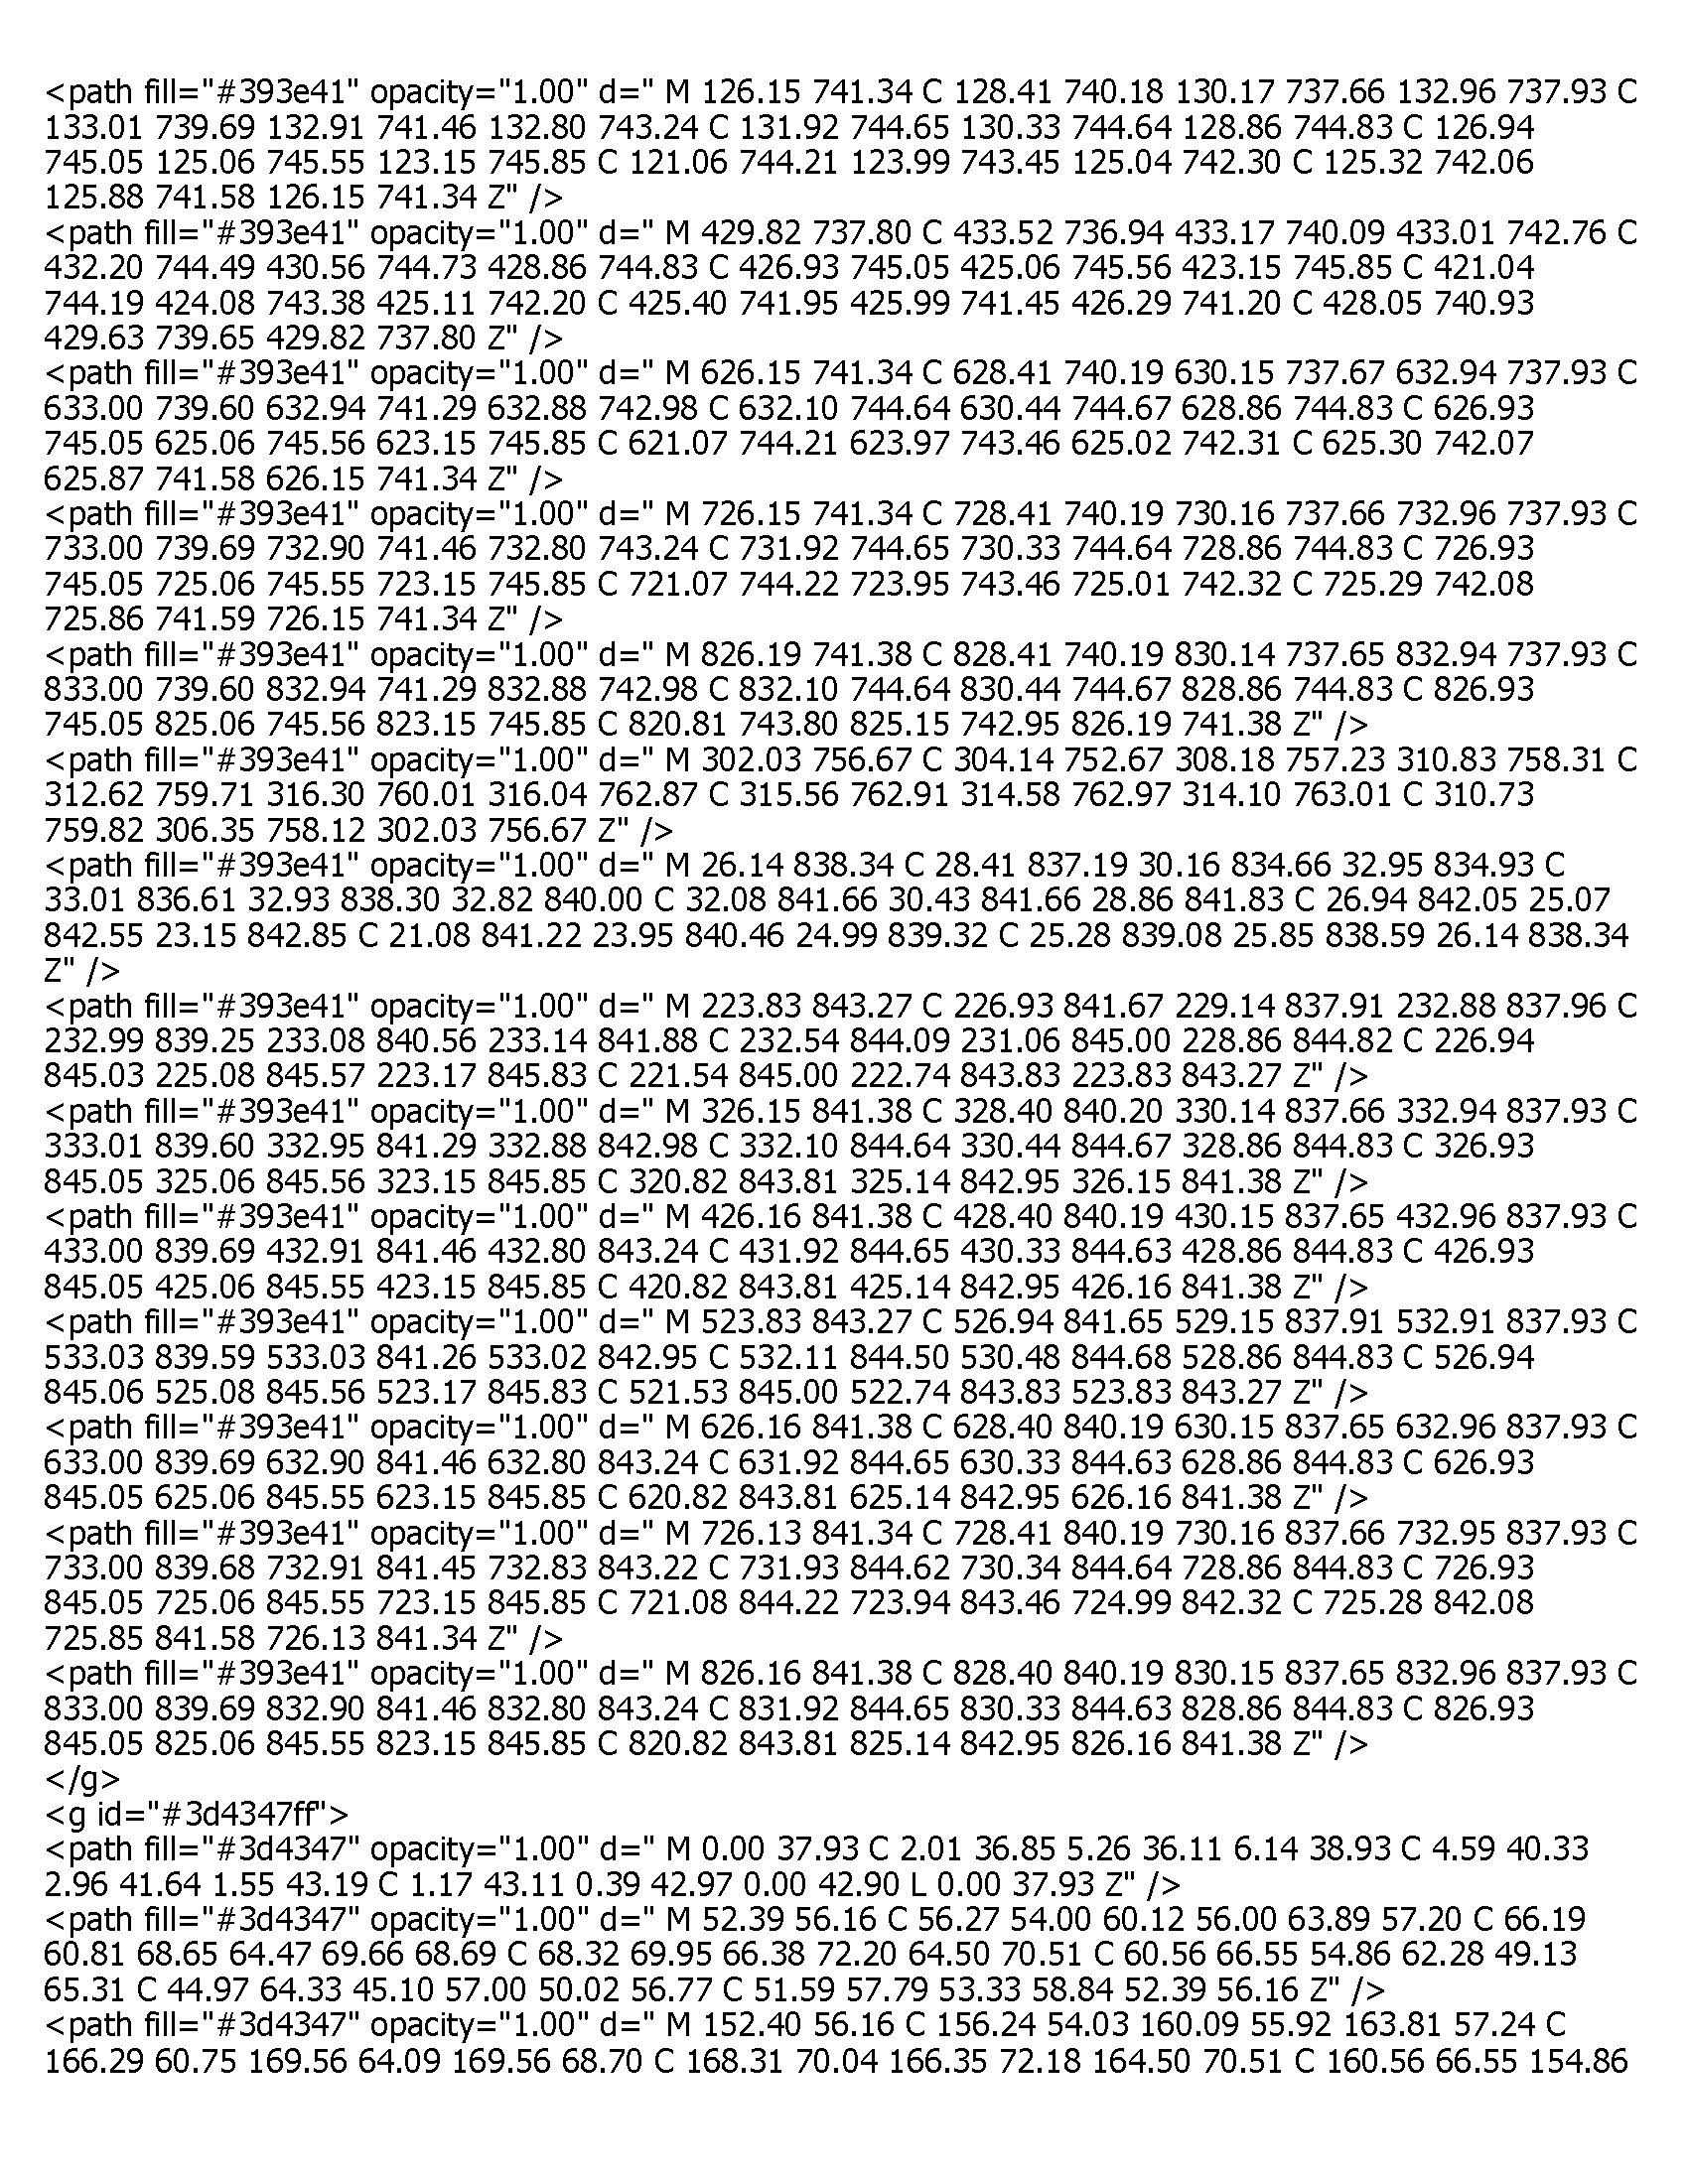 <path fill="#393e41" opacity="1.00" d=" M 126.15 741.34 C 128.41 740.18 130.17 737.66 132.96 737.93 C
133.01 739.69 132.91 741.46 132.80 743.24 C 131.92 744.65 130.33 744.64 128.86 744.83 C 126.94
745.05 125.06 745.55 123.15 745.85 C 121.06 744.21 123.99 743.45 125.04 742.30 C 125.32 742.06
125.88 741.58 126.15 741.34 Z" />
<path fill="#393e41" opacity="1.00" d=" M 429.82 737.80 C 433.52 736.94 433.17 740.09 433.01 742.76 C
432.20 744.49 430.56 744.73 428.86 744.83 C 426.93 745.05 425.06 745.56 423.15 745.85 C 421.04
744.19 424.08 743.38 425.11 742.20 C 425.40 741.95 425.99 741.45 426.29 741.20 C 428.05 740.93
429.63 739.65 429.82 737.80 Z" />
<path fill="#393e41" opacity="1.00" d=" M 626.15 741.34 C 628.41 740.19 630.15 737.67 632.94 737.93 C
633.00 739.60 632.94 741.29 632.88 742.98 C 632.10 744.64 630.44 744.67 628.86 744.83 C 626.93
745.05 625.06 745.56 623.15 745.85 C 621.07 744.21 623.97 743.46 625.02 742.31 C 625.30 742.07
625.87 741.58 626.15 741.34 Z" />
<path fill="#393e41" opacity="1.00" d=" M 726.15 741.34 C 728.41 740.19 730.16 737.66 732.96 737.93 C
733.00 739.69 732.90 741.46 732.80 743.24 C 731.92 744.65 730.33 744.64 728.86 744.83 C 726.93
745.05 725.06 745.55 723.15 745.85 C 721.07 744.22 723.95 743.46 725.01 742.32 C 725.29 742.08
725.86 741.59 726.15 741.34 Z" />
<path fill="#393e41" opacity="1.00" d=" M 826.19 741.38 C 828.41 740.19 830.14 737.65 832.94 737.93 C
833.00 739.60 832.94 741.29 832.88 742.98 C 832.10 744.64 830.44 744.67 828.86 744.83 C 826.93
745.05 825.06 745.56 823.15 745.85 C 820.81 743.80 825.15 742.95 826.19 741.38 Z" />
<path fill="#393e41" opacity="1.00" d=" M 302.03 756.67 C 304.14 752.67 308.18 757.23 310.83 758.31 C
312.62 759.71 316.30 760.01 316.04 762.87 C 315.56 762.91 314.58 762.97 314.10 763.01 C 310.73
759.82 306.35 758.12 302.03 756.67 Z" />
<path fill="#393e41" opacity="1.00" d=" M 26.14 838.34 C 28.41 837.19 30.16 834.66 32.95 834.93 C
33.01 836.61 32.93 838.30 32.82 840.00 C 32.08 841.66 30.43 841.66 28.86 841.83 C 26.94 842.05 25.07
842.55 23.15 842.85 C 21.08 841.22 23.95 840.46 24.99 839.32 C 25.28 839.08 25.85 838.59 26.14 838.34
Z" />
<path fill="#393e41" opacity="1.00" d=" M 223.83 843.27 C 226.93 841.67 229.14 837.91 232.88 837.96 C
232.99 839.25 233.08 840.56 233.14 841.88 C 232.54 844.09 231.06 845.00 228.86 844.82 C 226.94
845.03 225.08 845.57 223.17 845.83 C 221.54 845.00 222.74 843.83 223.83 843.27 Z" />
<path fill="#393e41" opacity="1.00" d=" M 326.15 841.38 C 328.40 840.20 330.14 837.66 332.94 837.93 C
333.01 839.60 332.95 841.29 332.88 842.98 C 332.10 844.64 330.44 844.67 328.86 844.83 C 326.93
845.05 325.06 845.56 323.15 845.85 C 320.82 843.81 325.14 842.95 326.15 841.38 Z" />
<path fill="#393e41" opacity="1.00" d=" M 426.16 841.38 C 428.40 840.19 430.15 837.65 432.96 837.93 C
433.00 839.69 432.91 841.46 432.80 843.24 C 431.92 844.65 430.33 844.63 428.86 844.83 C 426.93
845.05 425.06 845.55 423.15 845.85 C 420.82 843.81 425.14 842.95 426.16 841.38 Z" />
<path fill="#393e41" opacity="1.00" d=" M 523.83 843.27 C 526.94 841.65 529.15 837.91 532.91 837.93 C
533.03 839.59 533.03 841.26 533.02 842.95 C 532.11 844.50 530.48 844.68 528.86 844.83 C 526.94
845.06 525.08 845.56 523.17 845.83 C 521.53 845.00 522.74 843.83 523.83 843.27 Z" />
<path fill="#393e41" opacity="1.00" d=" M 626.16 841.38 C 628.40 840.19 630.15 837.65 632.96 837.93 C
633.00 839.69 632.90 841.46 632.80 843.24 C 631.92 844.65 630.33 844.63 628.86 844.83 C 626.93
845.05 625.06 845.55 623.15 845.85 C 620.82 843.81 625.14 842.95 626.16 841.38 Z" />
<path fill="#393e41" opacity="1.00" d=" M 726.13 841.34 C 728.41 840.19 730.16 837.66 732.95 837.93 C
733.00 839.68 732.91 841.45 732.83 843.22 C 731.93 844.62 730.34 844.64 728.86 844.83 C 726.93
845.05 725.06 845.55 723.15 845.85 C 721.08 844.22 723.94 843.46 724.99 842.32 C 725.28 842.08
725.85 841.58 726.13 841.34 Z" />
<path fill="#393e41" opacity="1.00" d=" M 826.16 841.38 C 828.40 840.19 830.15 837.65 832.96 837.93 C
833.00 839.69 832.90 841.46 832.80 843.24 C 831.92 844.65 830.33 844.63 828.86 844.83 C 826.93
845.05 825.06 845.55 823.15 845.85 C 820.82 843.81 825.14 842.95 826.16 841.38 Z" />
</g>
<g id="#3d4347ff">
<path fill="#3d4347" opacity="1.00" d=" M 0.00 37.93 C 2.01 36.85 5.26 36.11 6.14 38.93 C 4.59 40.33
2.96 41.64 1.55 43.19 C 1.17 43.11 0.39 42.97 0.00 42.90 L 0.00 37.93 Z" />
<path fill="#3d4347" opacity="1.00" d=" M 52.39 56.16 C 56.27 54.00 60.12 56.00 63.89 57.20 C 66.19
60.81 68.65 64.47 69.66 68.69 C 68.32 69.95 66.38 72.20 64.50 70.51 C 60.56 66.55 54.86 62.28 49.13
65.31 C 44.97 64.33 45.10 57.00 50.02 56.77 C 51.59 57.79 53.33 58.84 52.39 56.16 Z" />
<path fill="#3d4347" opacity="1.00" d=" M 152.40 56.16 C 156.24 54.03 160.09 55.92 163.81 57.24 C
166.29 60.75 169.56 64.09 169.56 68.70 C 168.31 70.04 166.35 72.18 164.50 70.51 C 160.56 66.55 154.86